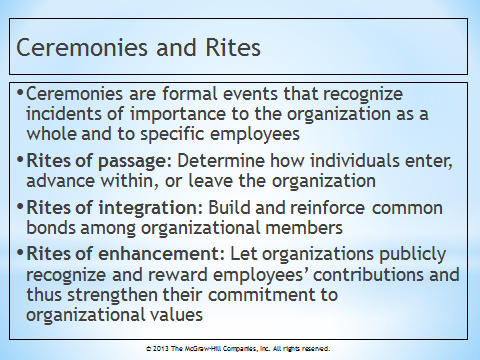 Ceremonies and Rites
•Ceremonies are formal events that recognize
incidents of importance to the organization as a
whole and to specific employees
•Rites of passage: Determine how individuals enter,
advance within, or leave the organization
•Rites of integration: Build and reinforce common
bonds among organizational members
•Rites of enhancement: Let organizations publicly
recognize and reward employees’ contributions and
thus strengthen their commitment to
organizational values
© 2013 The McGraw-Hill Companies, Inc. All rights reserved.